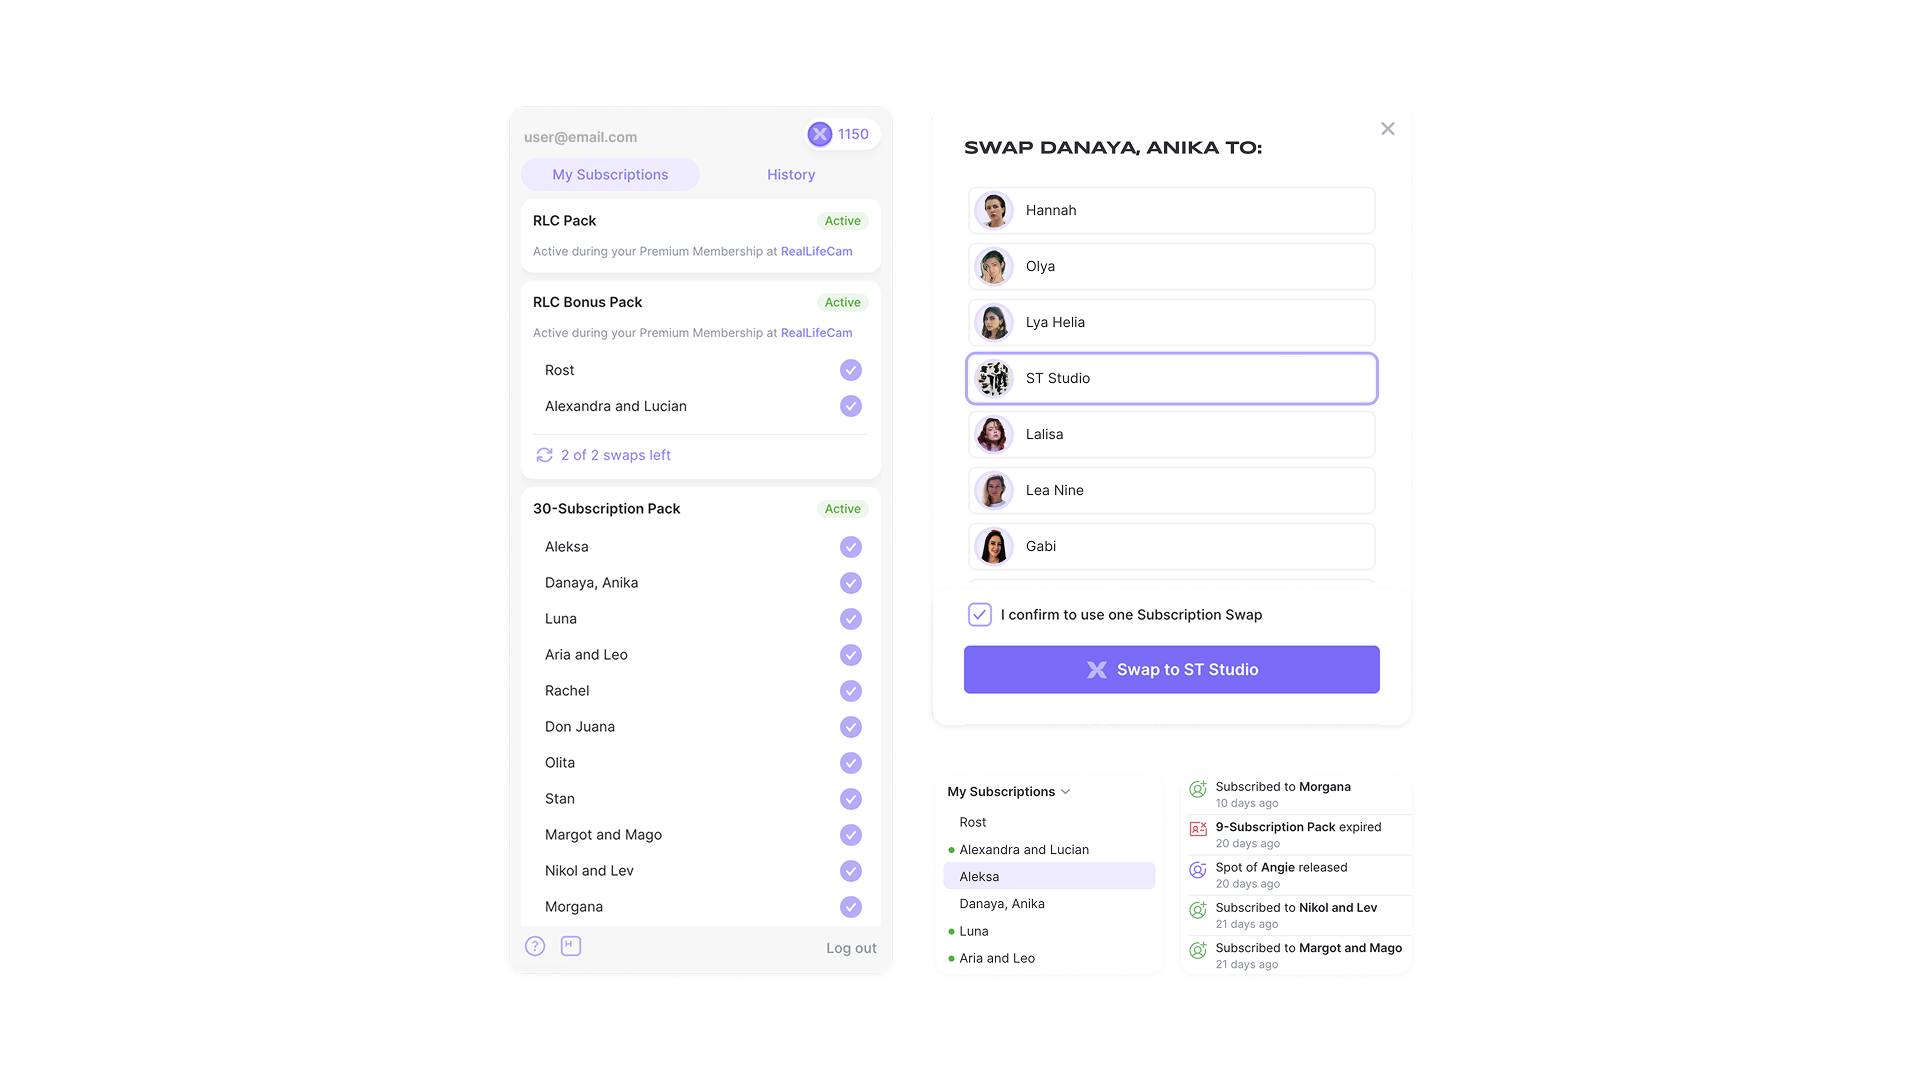 user@email.com
1150
My Subscriptions
History
RLC Pack
Active
Active during your Premium Membership at RealLifeCam
RLC Bonus Pack
Active
Active during your Premium Membership at RealLifeCam
Rost
Alexandra and Lucian
2 of 2 swaps left
30-Subscription Pack
Active
Aleksa
Danaya, Anika
Luna
Aria and Leo
Rachel
Don Juana
Olita
Stan
Margot and Mago
Nikol and Lev
Morgana
?
H
Log out
SWAP DANAYA, ANIKA TO:
Hannah
Olya
Lya Helia
ST Studio
Lalisa
Lea Nine
Gabi
I confirm to use one Subscription Swap
Swap to ST Studio
My Subscriptions
Rost
Alexandra and Lucian
Aleksa
Danaya, Anika
Luna
Aria and Leo
Subscribed to Morgana
10 days ago
9-Subscription Pack expired
20 days ago
Spot of Angie released
20 days ago
Subscribed to Nikol and Lev
21 days ago
Subscribed to Margot and Mago
21 days ago